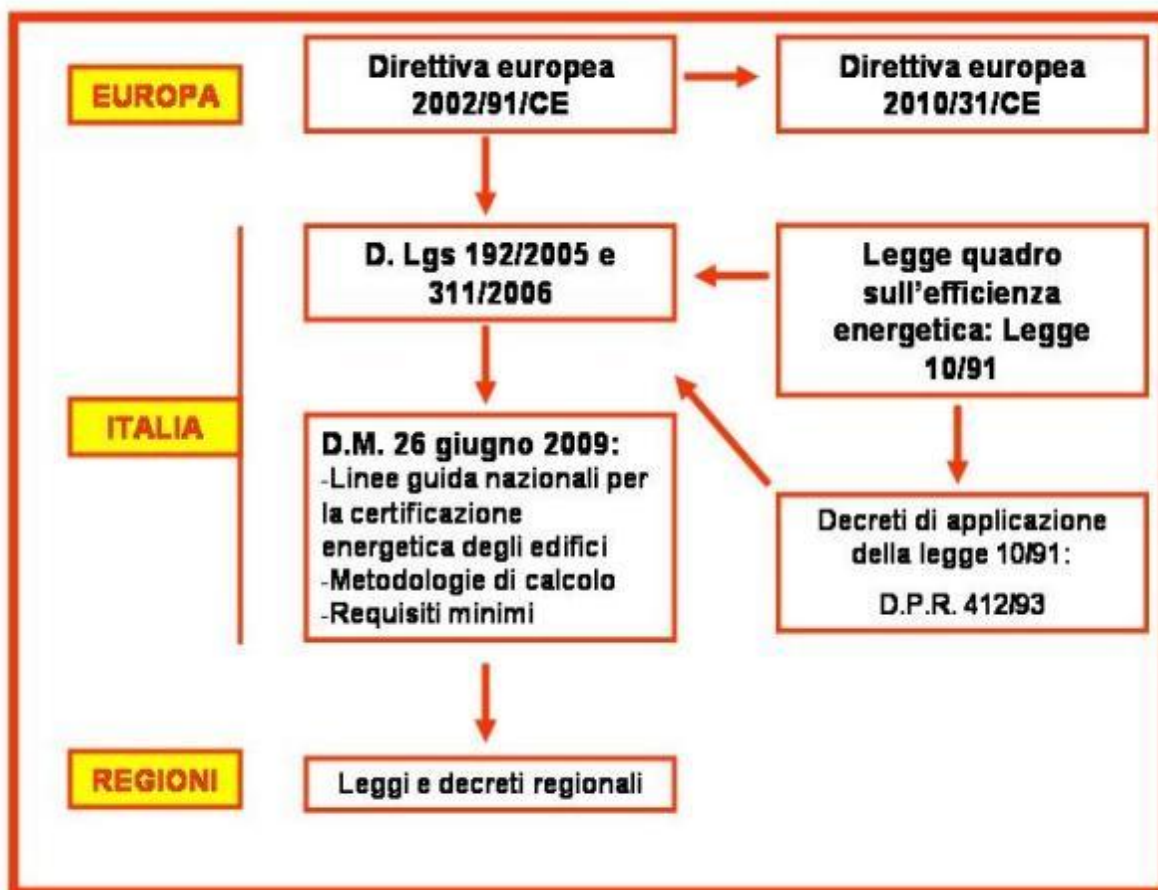 EUROPA
Direttiva europea
2002/91/CE
Direttiva europea
2010/31/CE
ITALIA
D. Lgs 192/2005 e
311/2006
Legge quadro
sull'efficienza
energetica: Legge
10/91
D.M. 26 giugno 2009:
-Linee guida nazionali per
la certificazione
energetica degli edifici
-Metodologie di calcolo
-Requisiti minimi
Decreti di applicazione
della legge 10/91:
D.P.R. 412/93
REGIONI
Leggi e decreti regionali